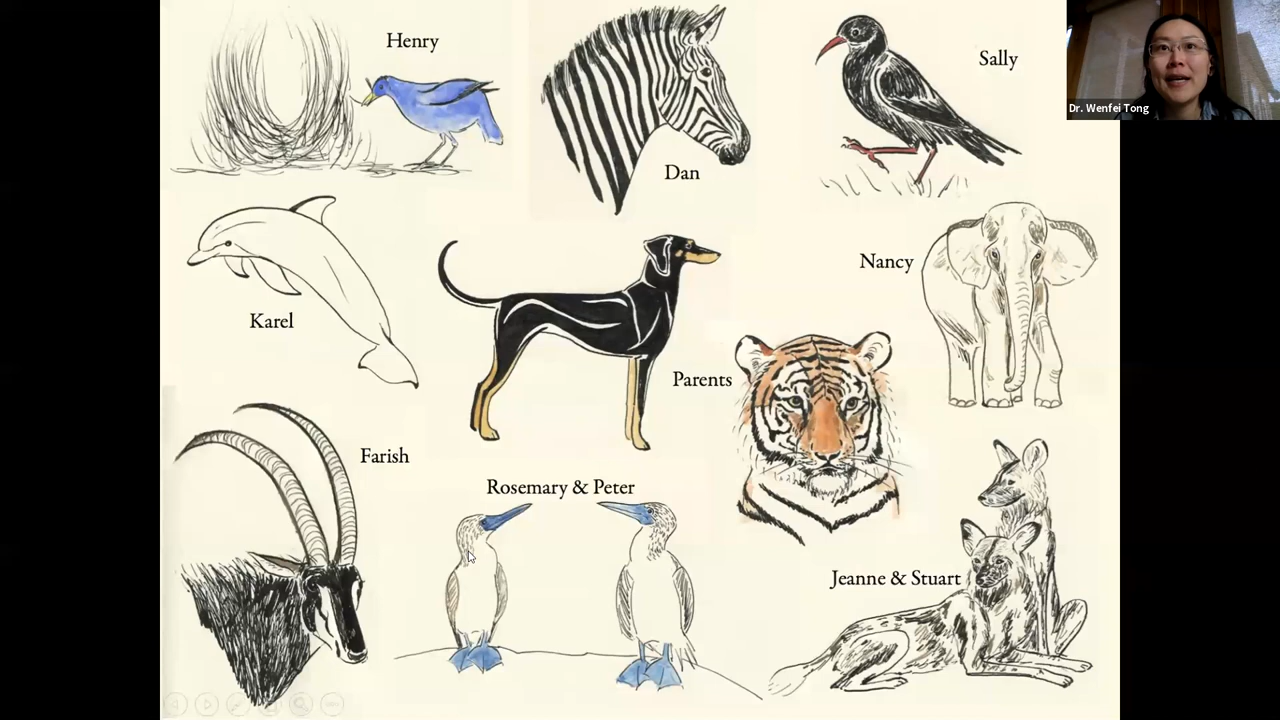 Henry
Dan
Sally
Dr. Wenfei Tong
Karel
Nancy
Parents
Farish
Rosemary & Peter
Jeanne & Stuart